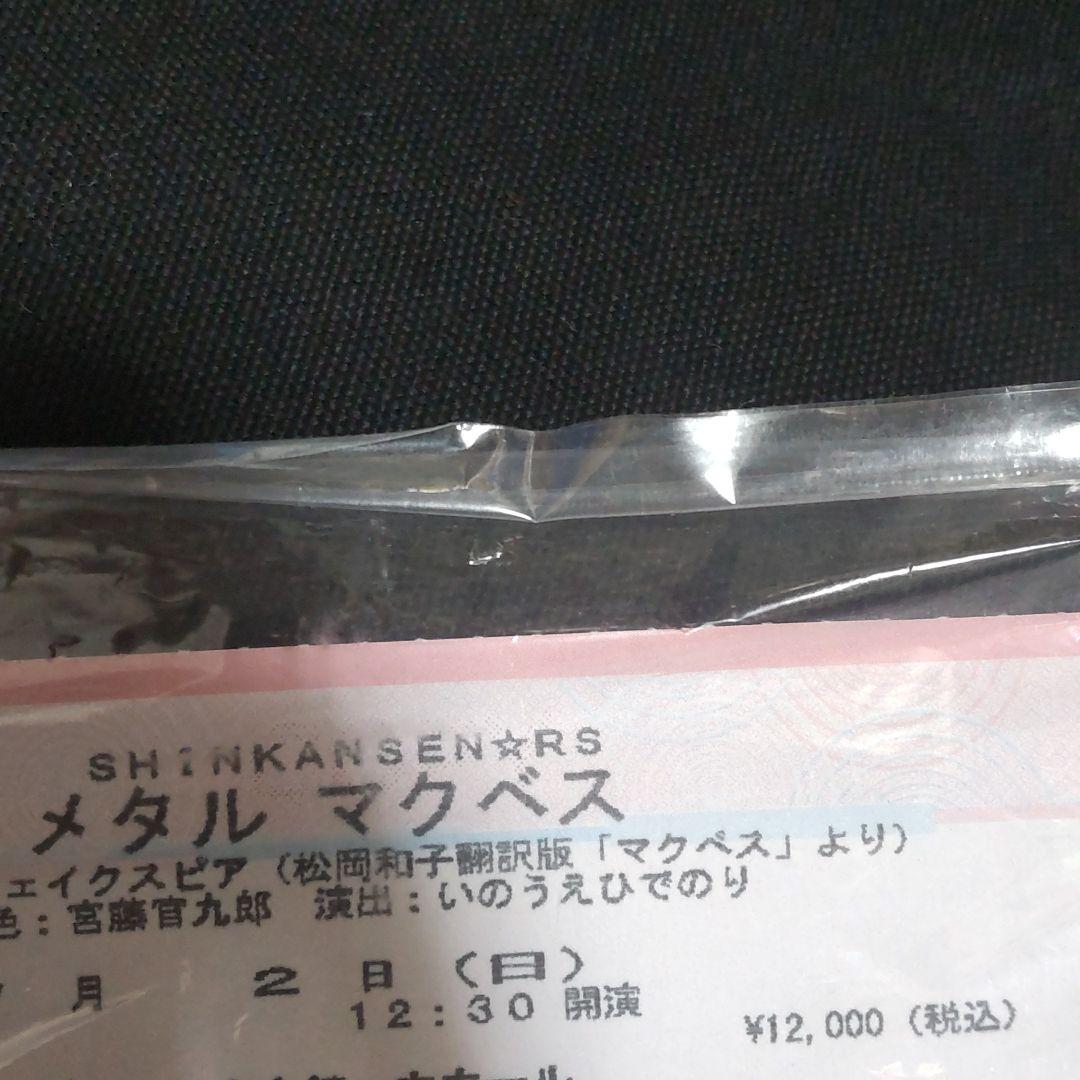 SHINKANSEN☆RS
メタル マクベス
ェイクスピア (松岡和子翻訳版「マクベス」より)
色:宮藤官九郎 演出:いのうえひでのり
月 2 日 (日)
12:30 開演 ¥12,000 (税込)